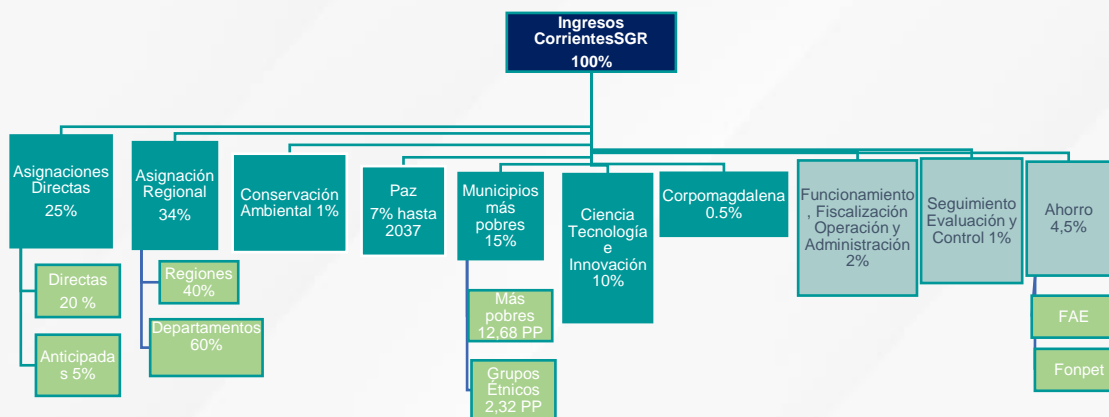 Ingresos
CorrientesSGR
100%
Asignaciones
Directas
25%
Directas
20 %
Anticipada
s 5%
Asignación
Regional
34%
Regiones
40%
Departamentos
60%
Conservación
Ambiental 1%
Paz
7% hasta
2037
Municipios
más
pobres
15%
Más
pobres
12,68 PP
Grupos
Étnicos
2,32 PP
Ciencia
Tecnología
e
Innovación
10%
Corpomagdalena
0.5%
Funcionamiento
, Fiscalización
Operación y
Administración
2%
Seguimiento
Evaluación y
Control 1%
Ahorro
4,5%
FAE
Fonpet